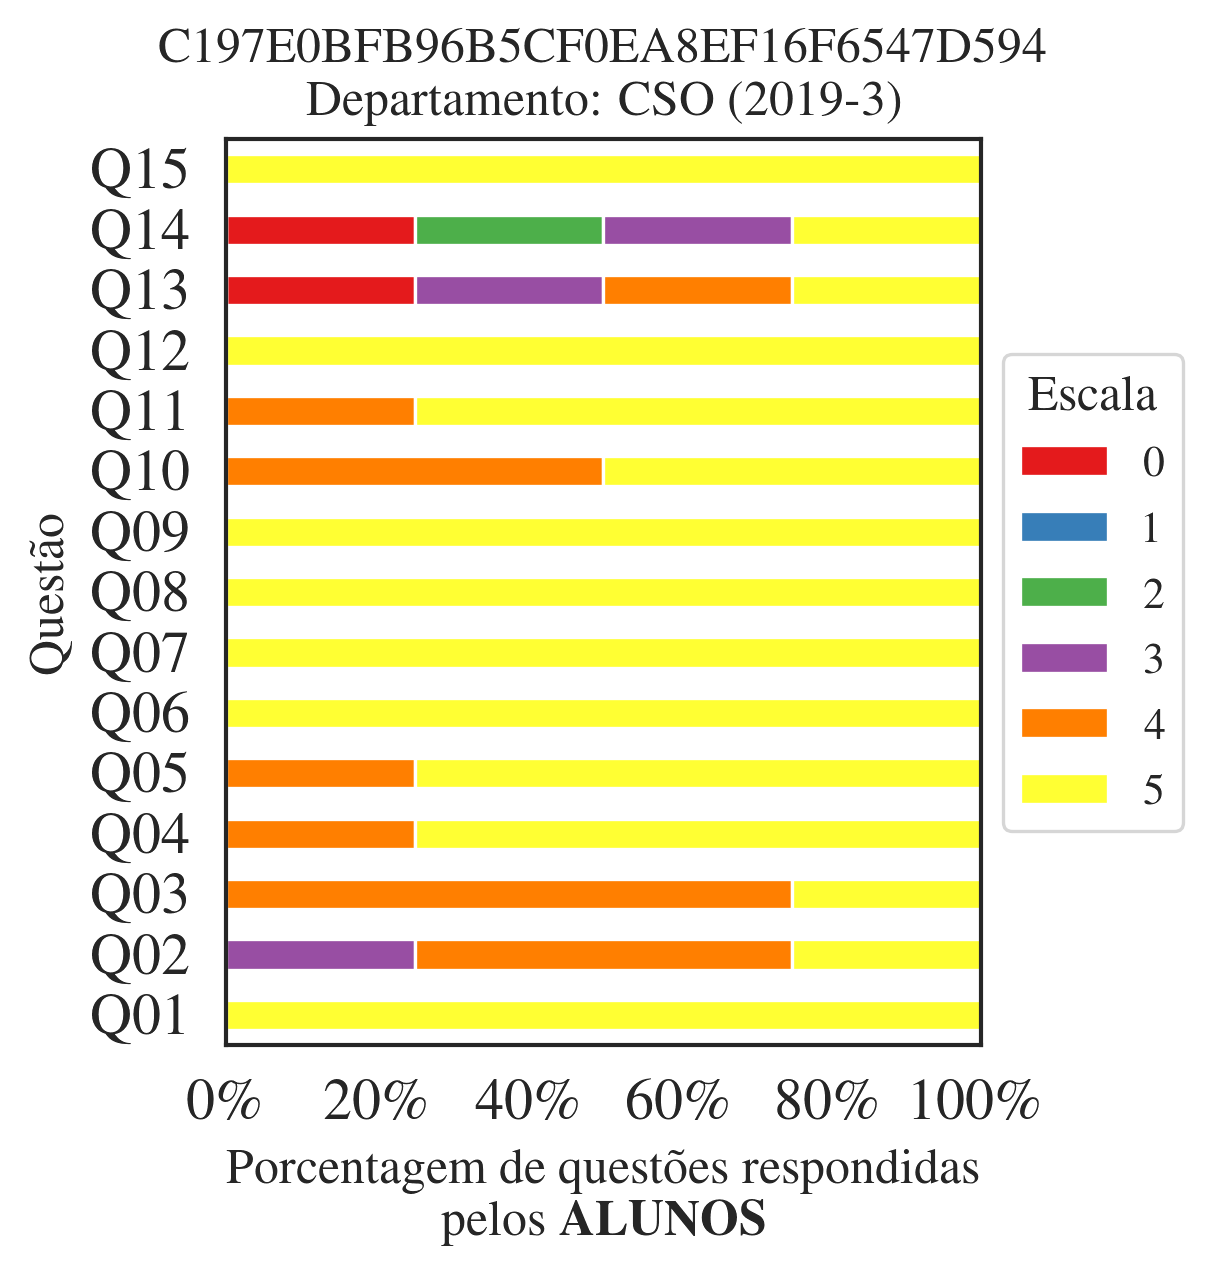 C197E0BFB96B5CF0EA8EF16F6547D594
Departamento: CSO (2019-3)
Q15
Q14
Q13
Q12
Q11
Q10
Q09
Q08
Q07
Q06
Q05
Q04
Q03
Q02
Q01
Questão
0% 20% 40% 60% 80% 100%
Porcentagem de questões respondidas
pelos ALUNOS
Escala
0
1
2
3
4
5